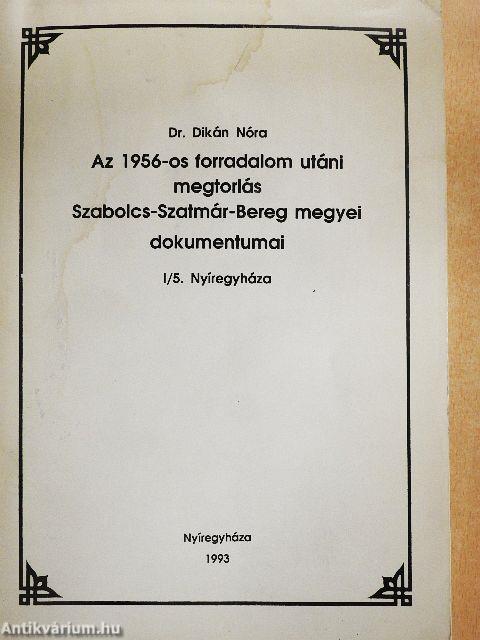 Dr. Dikán Nóra
Az 1956-os forradalom utáni
megtorlás
Szabolcs-Szatmár-Bereg megyei
dokumentumai
I/5. Nyíregyháza
Nyíregyháza
1993
Antikvárium.hu